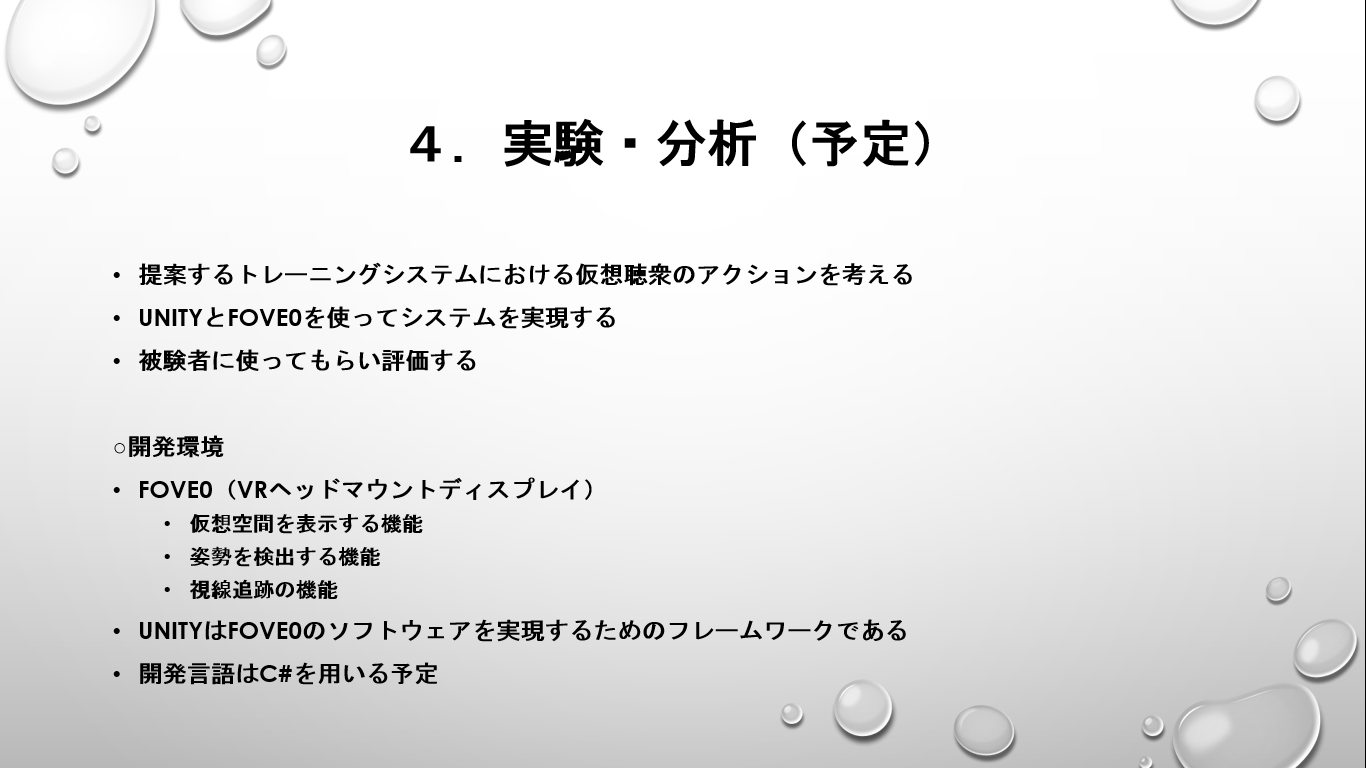 ４．実験・分析（予定）
• 提案するトレーニングシステムにおける仮想聴衆のアクションを考える
• UNITYとFOVE0を使ってシステムを実現する
• 被験者に使ってもらい評価する
○開発環境
• FOVE0（VRヘッドマウントディスプレイ）
• 仮想空間を表示する機能
• 姿勢を検出する機能
• 視線追跡の機能
• UNITYはFOVE0のソフトウェアを実現するためのフレームワークである
• 開発言語はC#を用いる予定